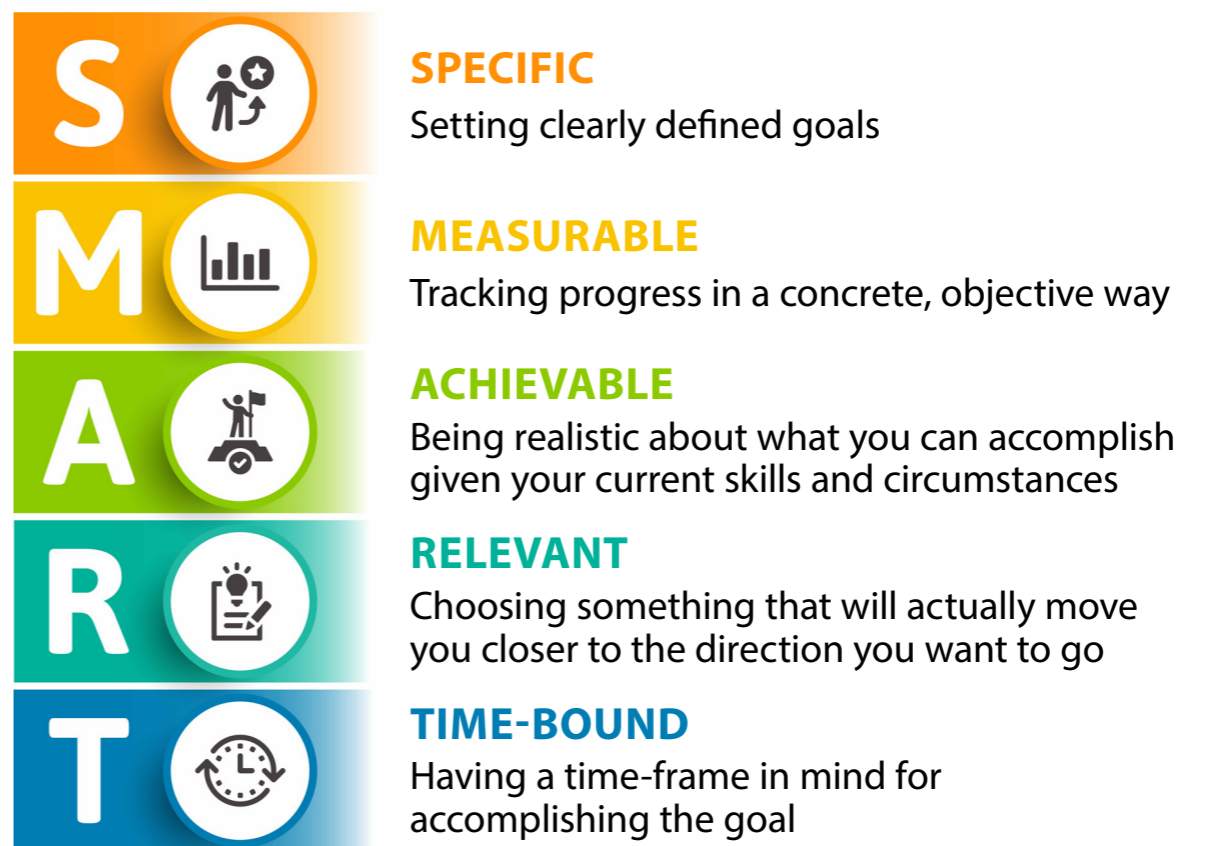 S
SPECIFIC
Setting clearly defined goals
M
MEASURABLE
Tracking progress in a concrete, objective way
A
ACHIEVABLE
Being realistic about what you can accomplish
given your current skills and circumstances
R
RELEVANT
Choosing something that will actually move
you closer to the direction you want to go
T
TIME-BOUND
Having a time-frame in mind for
accomplishing the goal